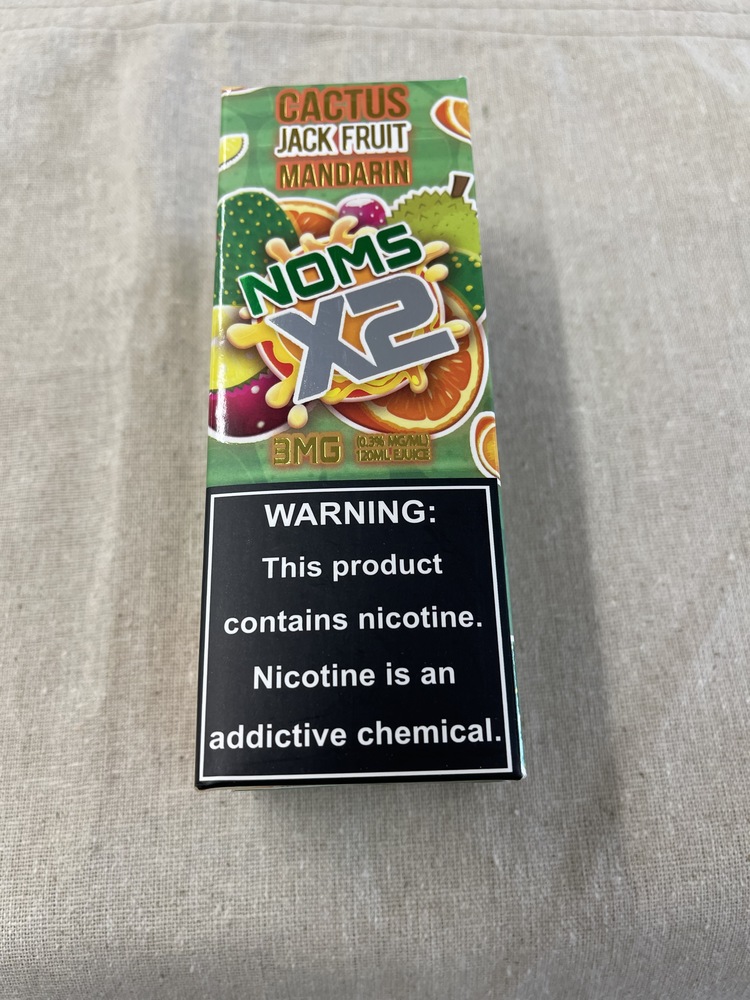 CACTUS
JACK FRUIT
MANDARIN
NOMS
X2
3MG (0.3% MG/ML)
120ML EJUICE
WARNING:
This product
contains nicotine.
Nicotine is an
addictive chemical.